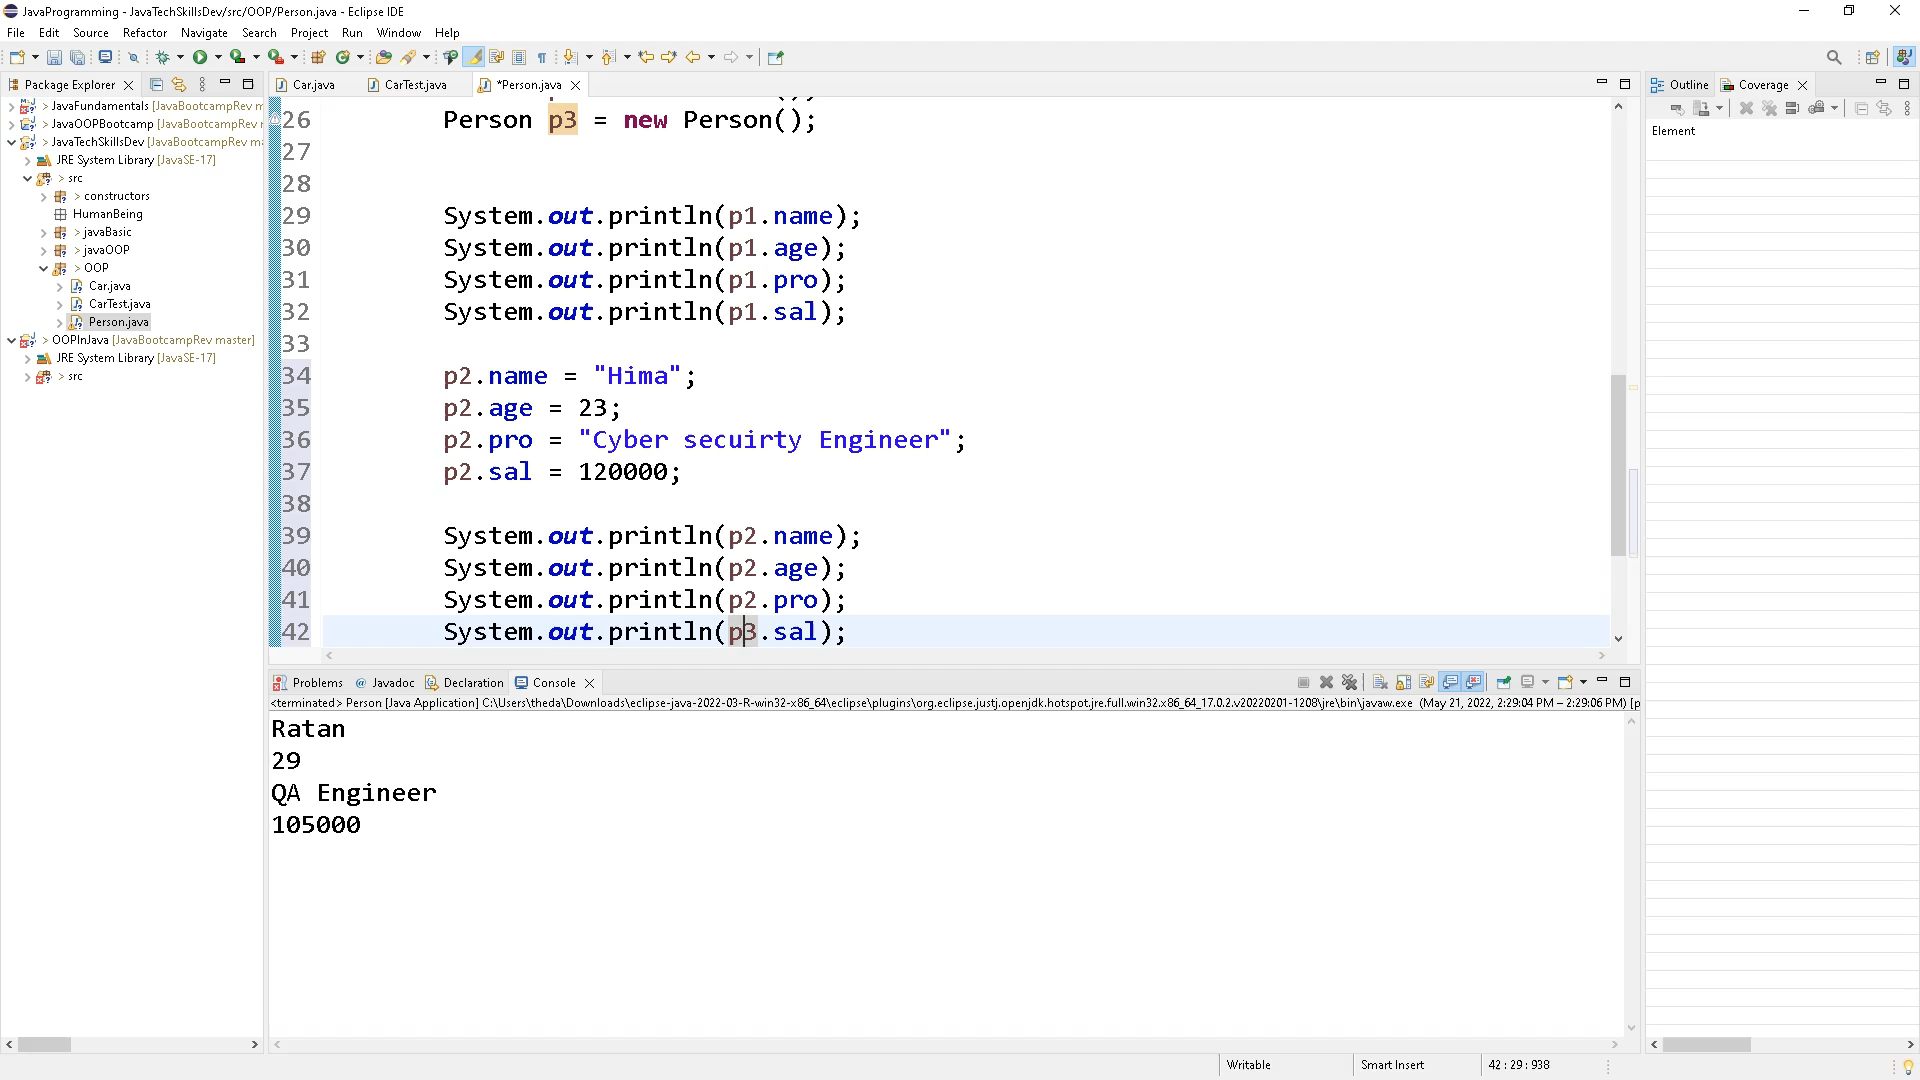 JavaProgramming - JavaTechSkillsDev/src/OOP/Person.java - Eclipse IDE
File Edit Source Refactor Navigate Search Project Run Window Help
Package Explorer
> JavaFundamentals [JavaBootcampRev m
> JavaOOPBootcamp [JavaBootcampRev r
> JavaTechSkillsDev [JavaBootcampRev ma
JRE System Library [JavaSE-17]
> src
> constructors
HumanBeing
> javaBasic
> javaOOP
> OOP
Car.java
CarTest.java
Person.java
> OOPInJava [JavaBootcampRev master]
JRE System Library [JavaSE-17]
> src
Car.java CarTest.java *Person.java
26 Person p3 = new Person();
27
28
29 System.out.println(p1.name);
30 System.out.println(p1.age);
31 System.out.println(p1.pro);
32 System.out.println(p1.sal);
33
34 p2.name = "Hima";
35 p2.age = 23;
36 p2.pro = "Cyber secuirty Engineer";
37 p2.sal = 120000;
38
39 System.out.println(p2.name);
40 System.out.println(p2.age);
41 System.out.println(p2.pro);
42 System.out.println(p3.sal);
Outline Coverage
Element
Problems Javadoc Declaration Console
<terminated> Person [Java Application] C:\Users\theda\Downloads\eclipse-java-2022-03-R-win32-x86_64\eclipse\plugins\org.eclipse.justj.openjdk.hotspot.jre.full.win32.x86_64_17.0.2.v20220201-1208\jre\bin\javaw.exe (May 21, 2022, 2:29:04 PM – 2:29:06 PM) [p
Ratan
29
QA Engineer
105000
Writable Smart Insert 42 : 29 : 938